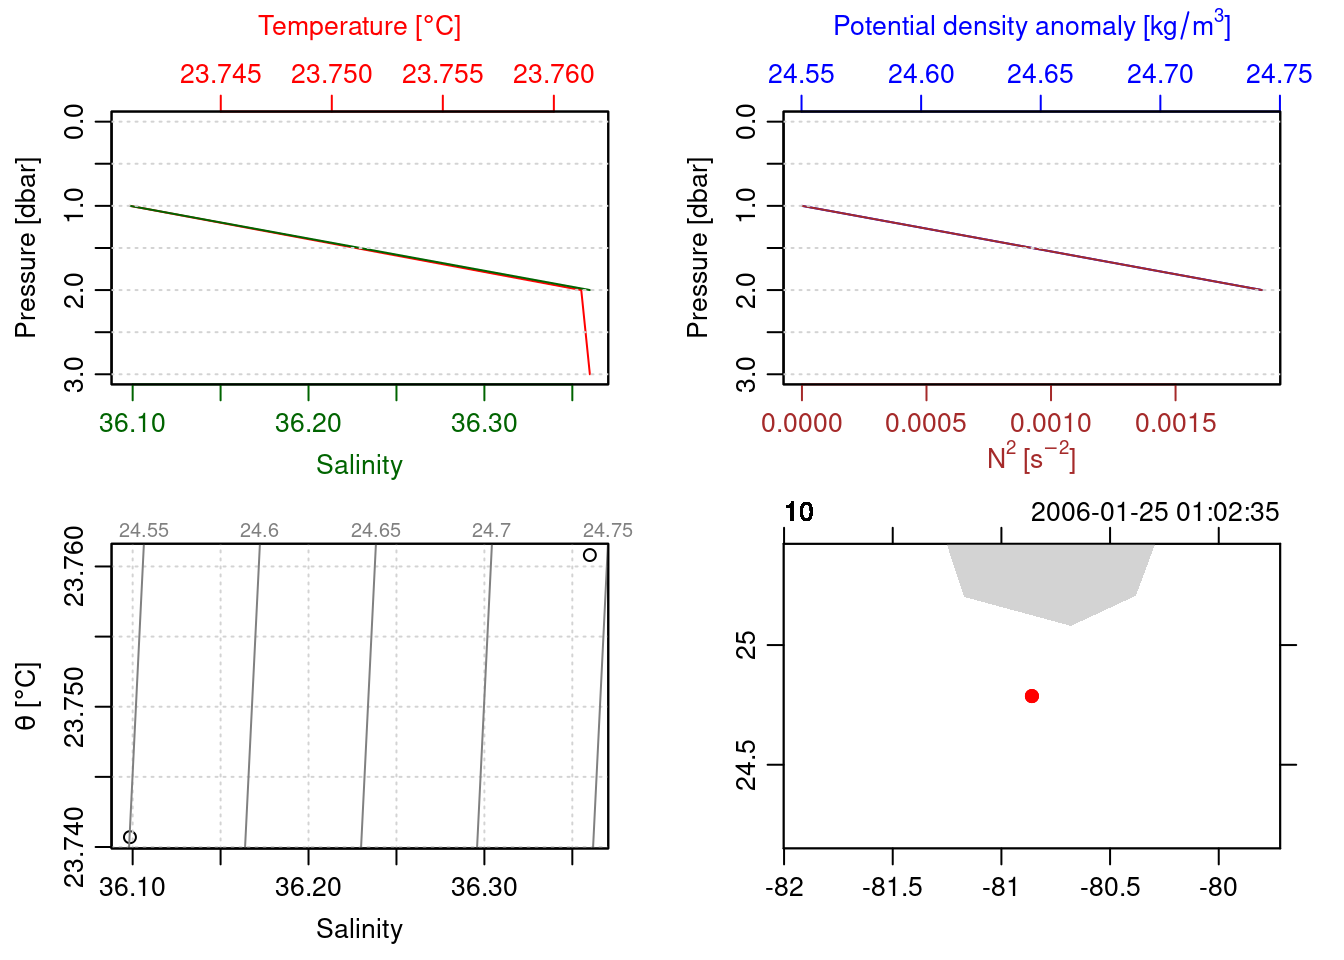 Temperature [°C]
23.745 23.750 23.755 23.760
Pressure [dbar]
0.0
1.0
2.0
3.0
36.10 36.20 36.30
Salinity
Potential density anomaly [kg/m³]
24.55 24.60 24.65 24.70 24.75
Pressure [dbar]
0.0
1.0
2.0
3.0
0.0000 0.0005 0.0010 0.0015
N² [s⁻²]
24.55 24.6 24.65 24.7 24.75
θ [°C]
23.760
23.750
23.740
36.10 36.20 36.30
Salinity
10 2006-01-25 01:02:35
25
24.5
-82 -81.5 -81 -80.5 -80